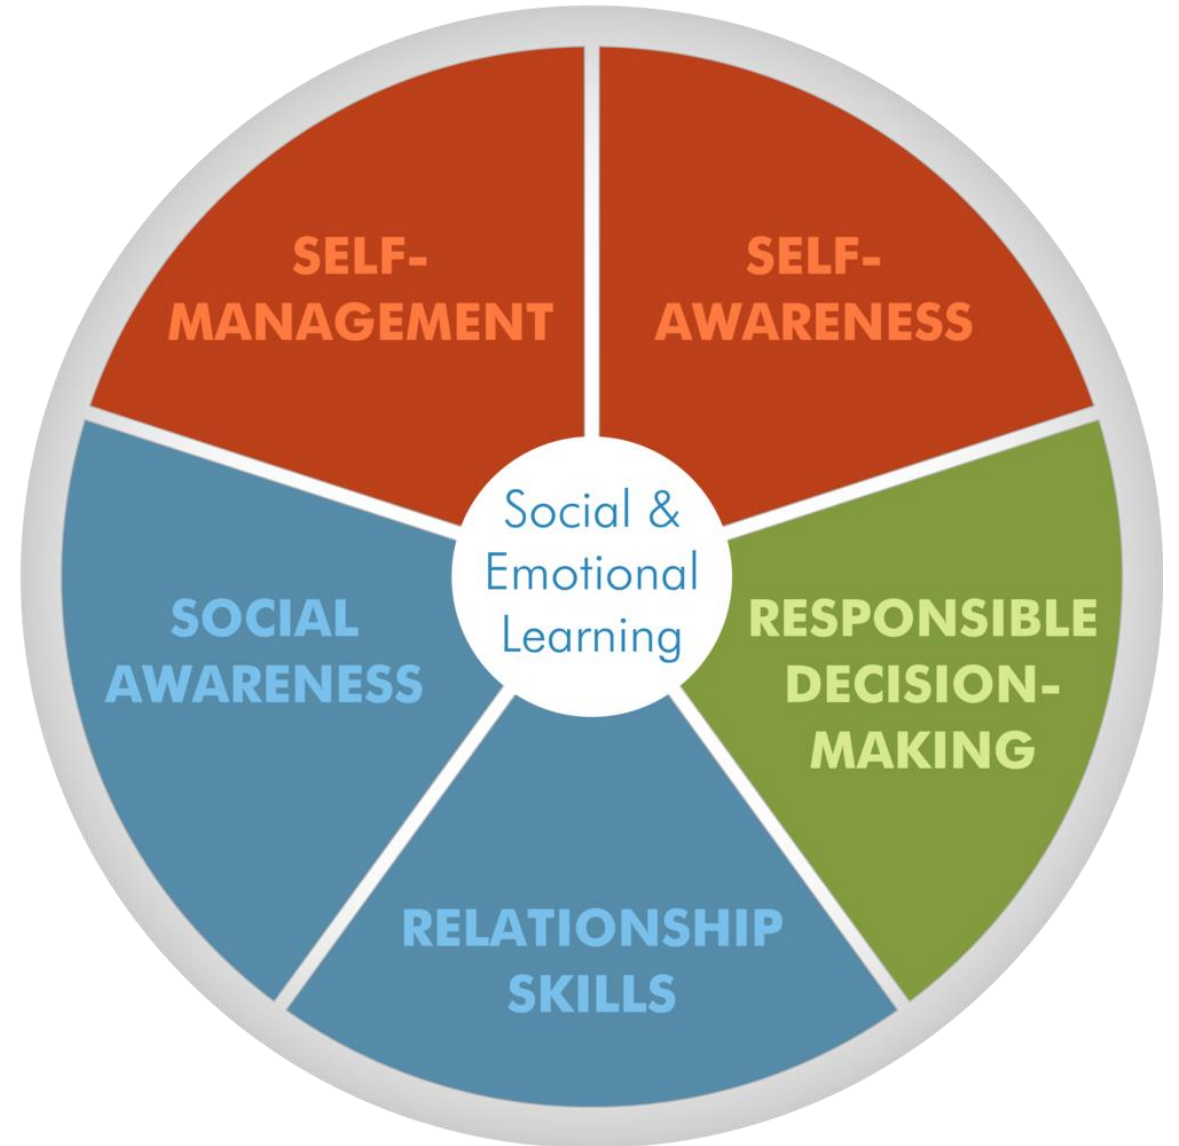 SELF-
MANAGEMENT
SELF-
AWARENESS
Social &
Emotional
Learning
SOCIAL
AWARENESS
RESPONSIBLE
DECISION-
MAKING
RELATIONSHIP
SKILLS